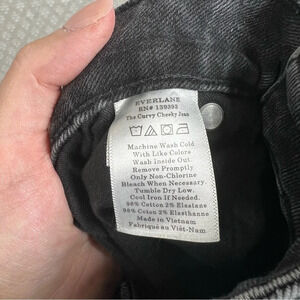 EVERLANE
RN# 139393
The Curvy Cheeky Jean
Machine Wash Cold
With Like Colors
Wash Inside Out.
Remove Promptly
Only Non-Chlorine
Bleach When Necessary
Tumble Dry Low.
Cool Iron If Needed.
98% Cotton 2% Elastane
98% Coton 2% Elasthanne
Made in Vietnam
Fabriqué au Viêt-Nam